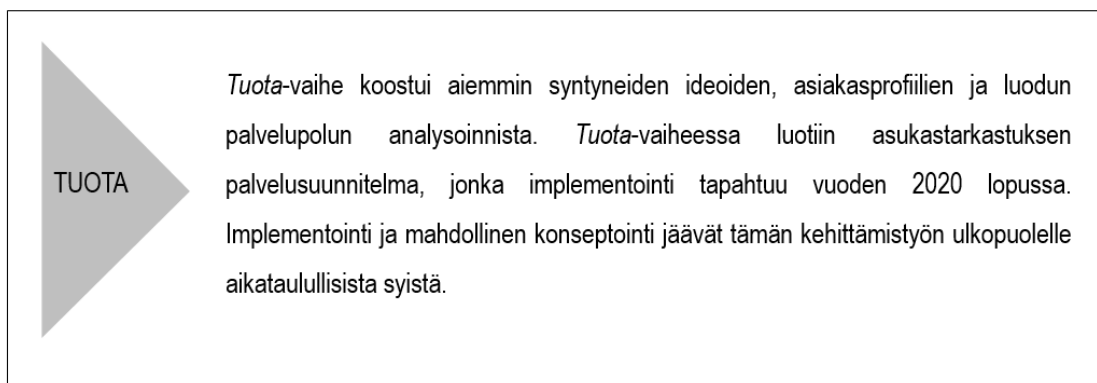 TUOTA
Tuota-vaihe koostui aiemmin syntyneiden ideoiden, asiakasprofiilien ja luodun
palvelupolun analysoinnista. Tuota-vaiheessa luotiin asukastarkastuksen
palvelusuunnitelma, jonka implementointi tapahtuu vuoden 2020 lopussa.
Implementointi ja mahdollinen konseptointi jäävät tämän kehittämistyön ulkopuolelle
aikataulullisista syistä.